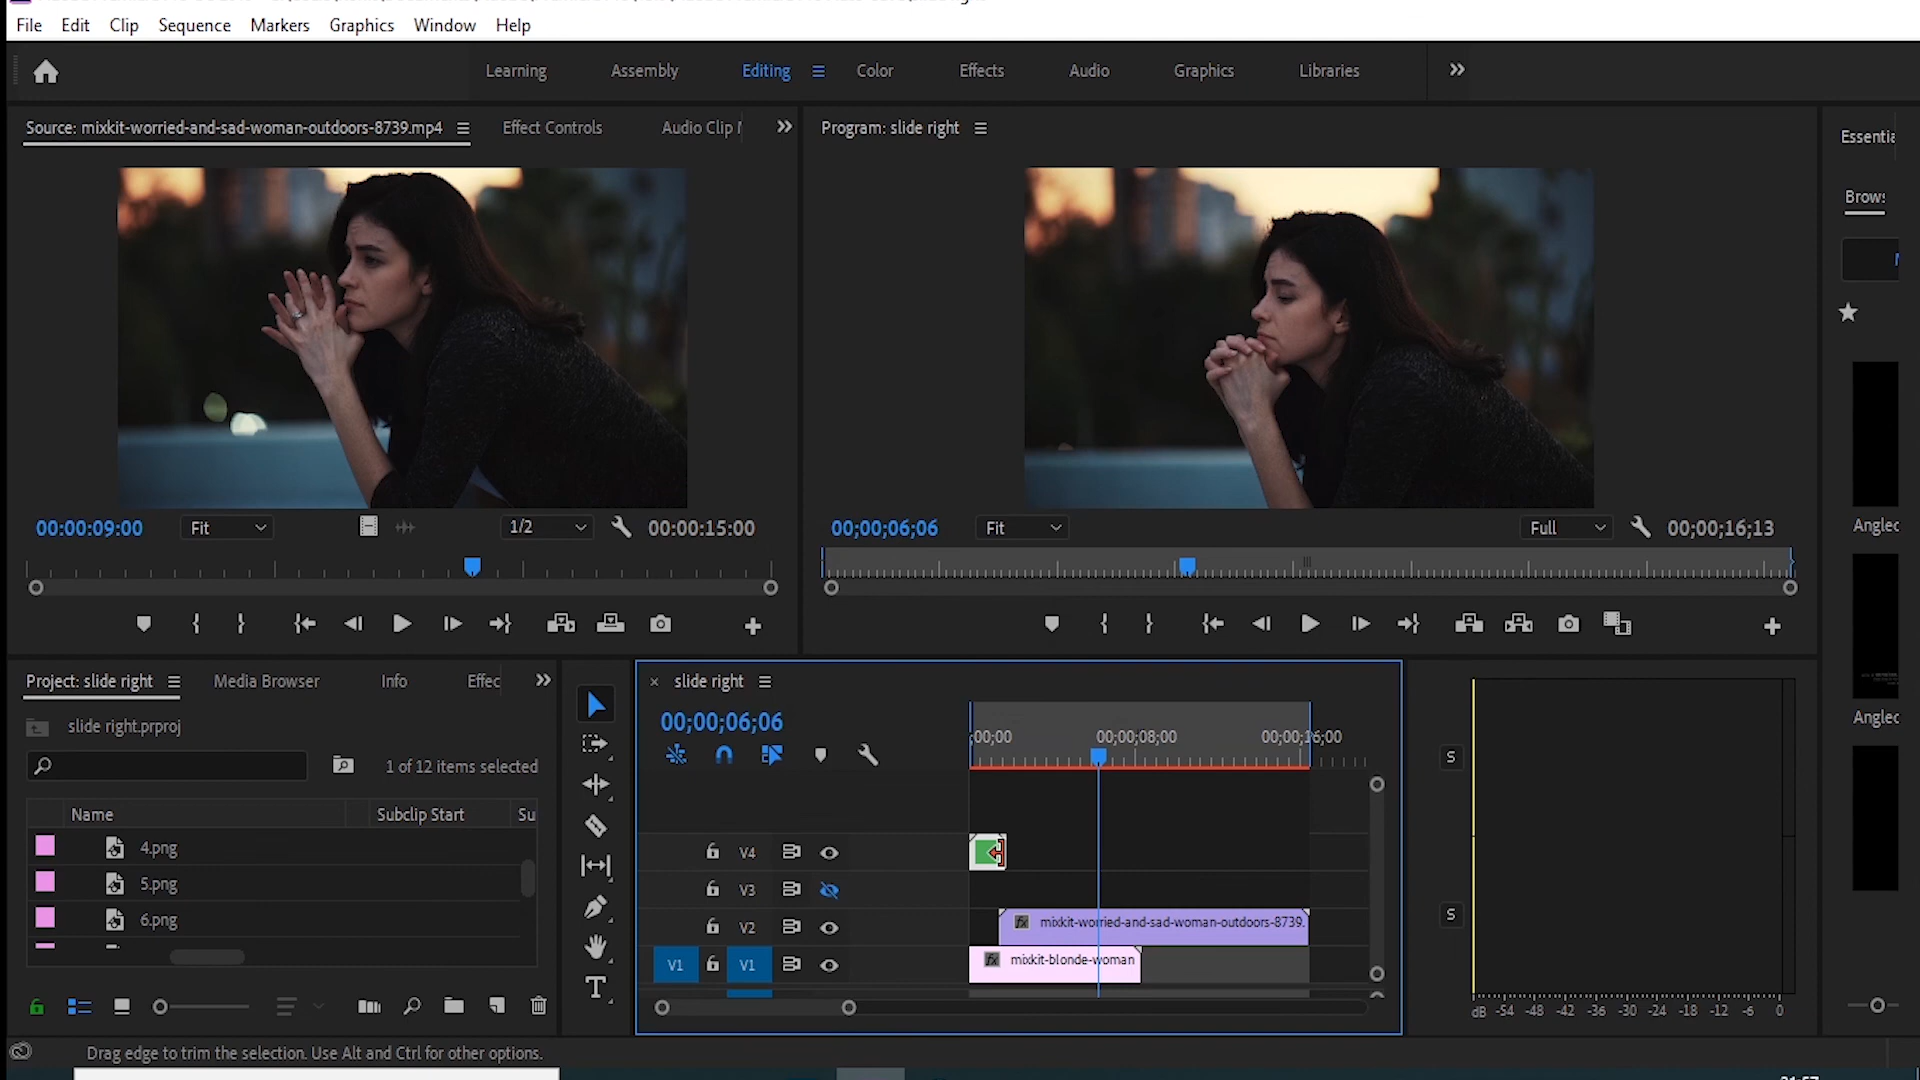 File Edit Clip Sequence Markers Graphics Window Help
Learning Assembly Editing Color Effects Audio Graphics Libraries
Source: mixkit-worried-and-sad-woman-outdoors-8739.mp4 Effect Controls Audio Clip Program: slide right
Essentia
Brows
00:00:09:00 Fit 1/2 00:00:15:00 00;00;06;06 Fit Full 00;00;16;13
Angled
Project: slide right Media Browser Info Effec slide right
slide right.prproj 00;00;06;06
Angled
;00;00 00;00;08;00 00;00;16;00
1 of 12 items selected
S
Name Subclip Start Su
4.png V4
5.png V3
6.png V2 mixkit-worried-and-sad-woman-outdoors-8739.
S
V1 V1 mixkit-blonde-woman
dB -54 -48 -42 -36 -30 -24 -18 -12 -6 0
Drag edge to trim the selection. Use Alt and Ctrl for other options.